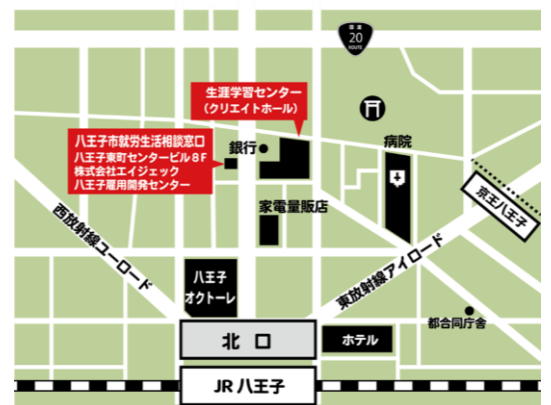 国道
20
ROUTE
生涯学習センター
（クリエイトホール）
八王子市就労生活相談窓口
八王子東町センタービル８F
株式会社エイジェック
八王子雇用開発センター
銀行
病院
京王八王子
家電量販店
西放射線ユーロード
東放射線アイロード
八王子
オクトーレ
都合同庁舎
北口
ホテル
JR 八王子